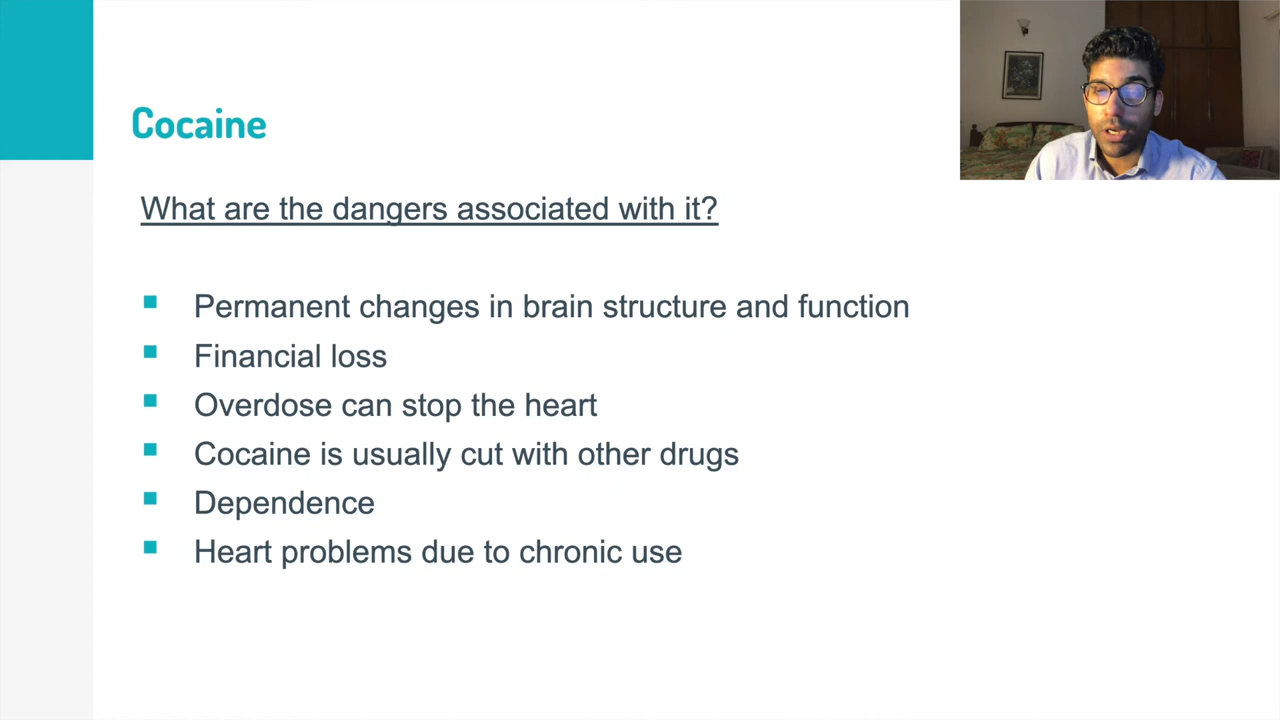 Cocaine
What are the dangers associated with it?
Permanent changes in brain structure and function
Financial loss
Overdose can stop the heart
Cocaine is usually cut with other drugs
Dependence
Heart problems due to chronic use